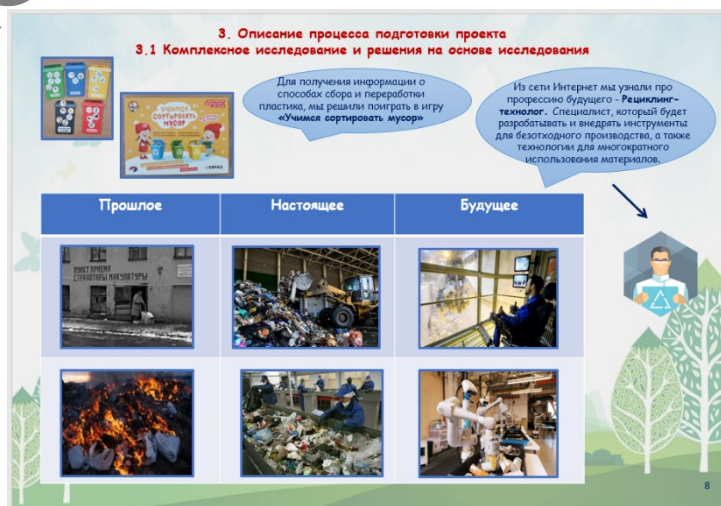 3. Описание процесса подготовки проекта
3.1 Комплексное исследование и решения на основе исследования
УЧИМСЯ
СОРТИРОВАТЬ
МУСОР
Для получения информации о
способах сбора и переработки
пластика, мы решили поиграть в игру
«Учимся сортировать мусор»
Из сети Интернет мы узнали про
профессию будущего - Рециклинг-
технолог. Специалист, который будет
разрабатывать и внедрять инструменты
для безотходного производства, а также
технологии для многократного
использования материалов.
Прошлое
Настоящее
Будущее
ПУНКТ ПРИЕМА
СТЕКЛОТАРЫ МАКУЛАТУРЫ
8